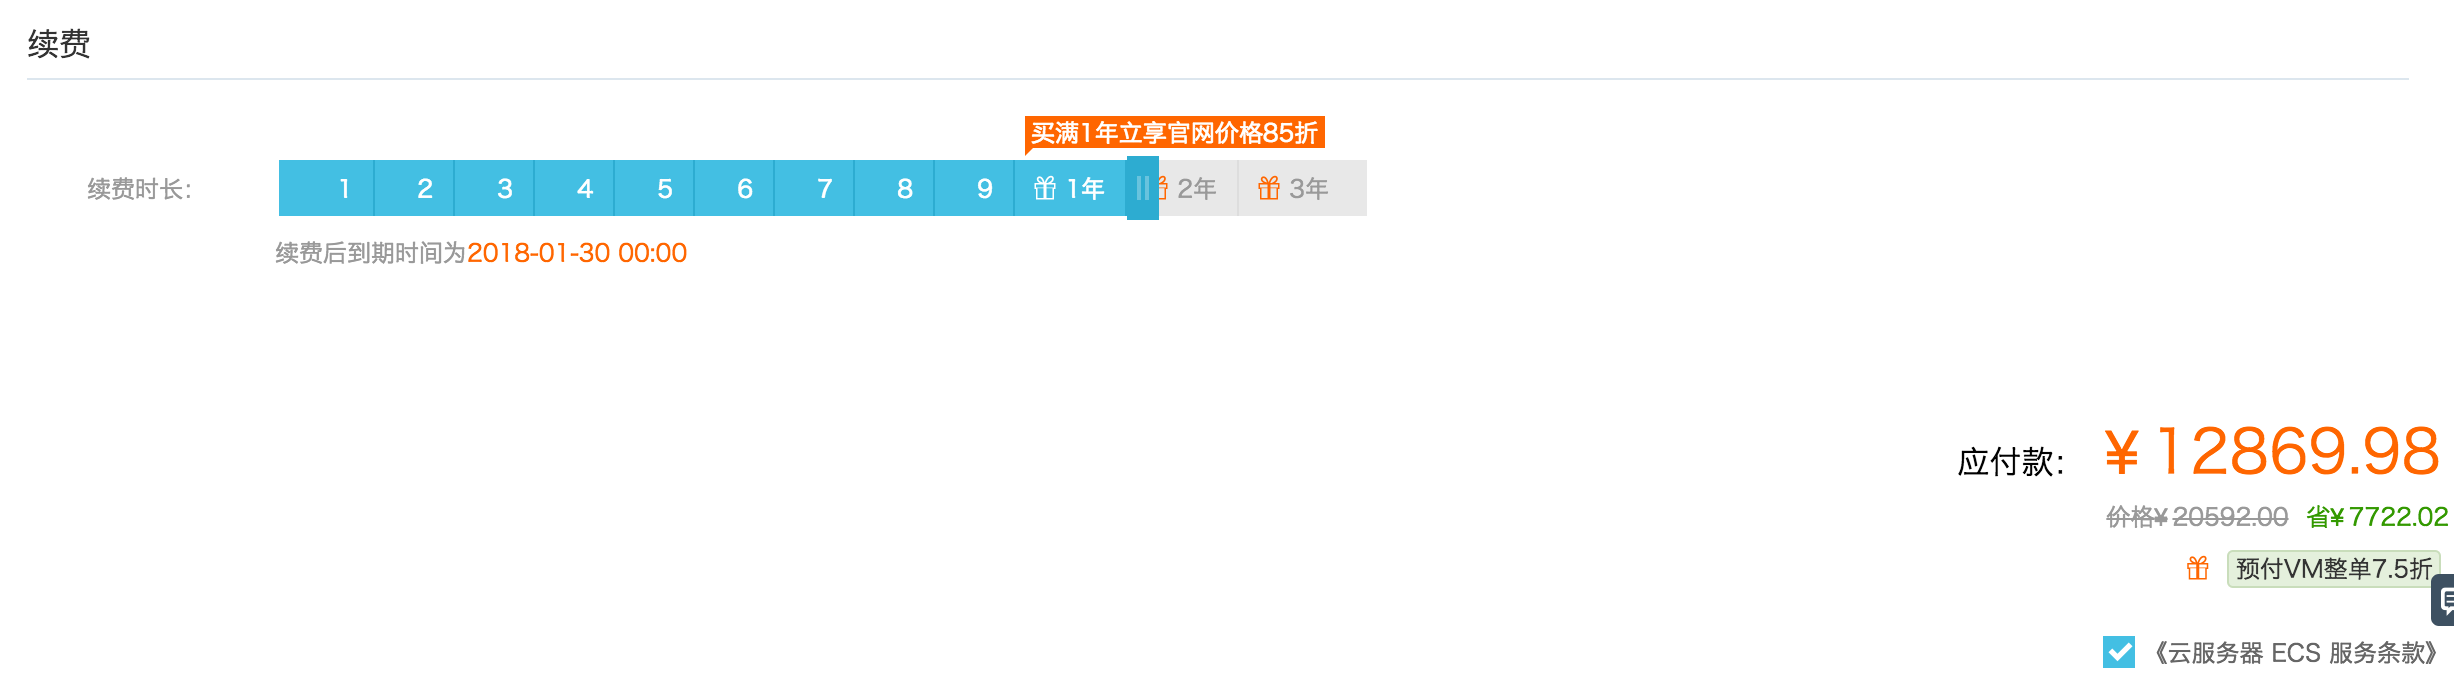 续费
买满1年立享官网价格85折
续费时长： 1 2 3 4 5 6 7 8 9 1年 2年 3年
续费后到期时间为2018-01-30 00:00
应付款： ¥ 12869.98
价格¥ 20592.00 省¥ 7722.02
预付VM整单7.5折
《云服务器 ECS 服务条款》